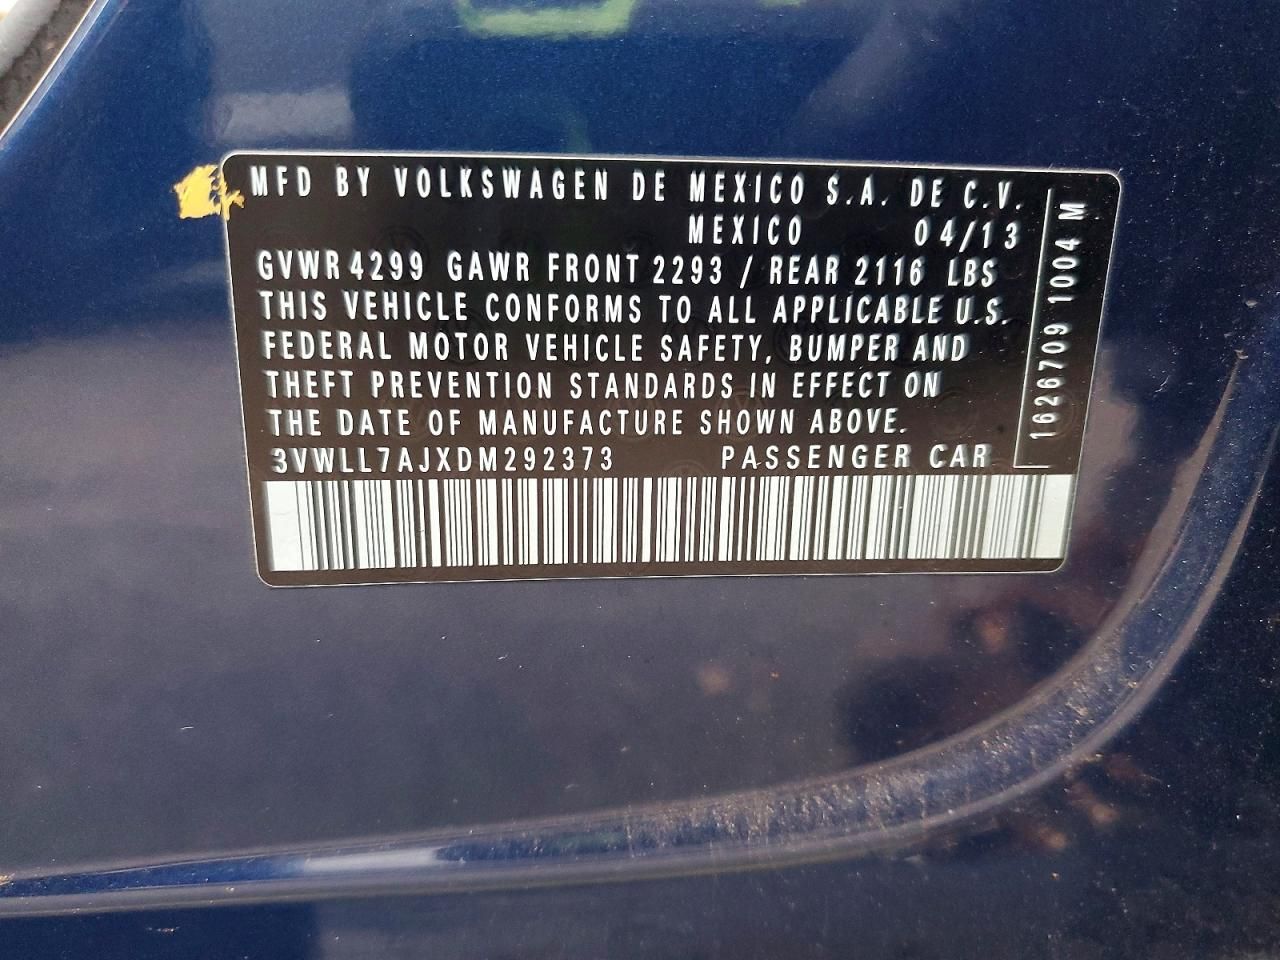 MFD BY VOLKSWAGEN DE MEXICO S.A. DE C.V.
MEXICO 04/13
GVWR 4299 GAWR FRONT 2293 / REAR 2116 LBS
THIS VEHICLE CONFORMS TO ALL APPLICABLE U.S.
FEDERAL MOTOR VEHICLE SAFETY, BUMPER AND
THEFT PREVENTION STANDARDS IN EFFECT ON
THE DATE OF MANUFACTURE SHOWN ABOVE.
3VWLL7AJXDM292373 PASSENGER CAR
1626709 1004 M